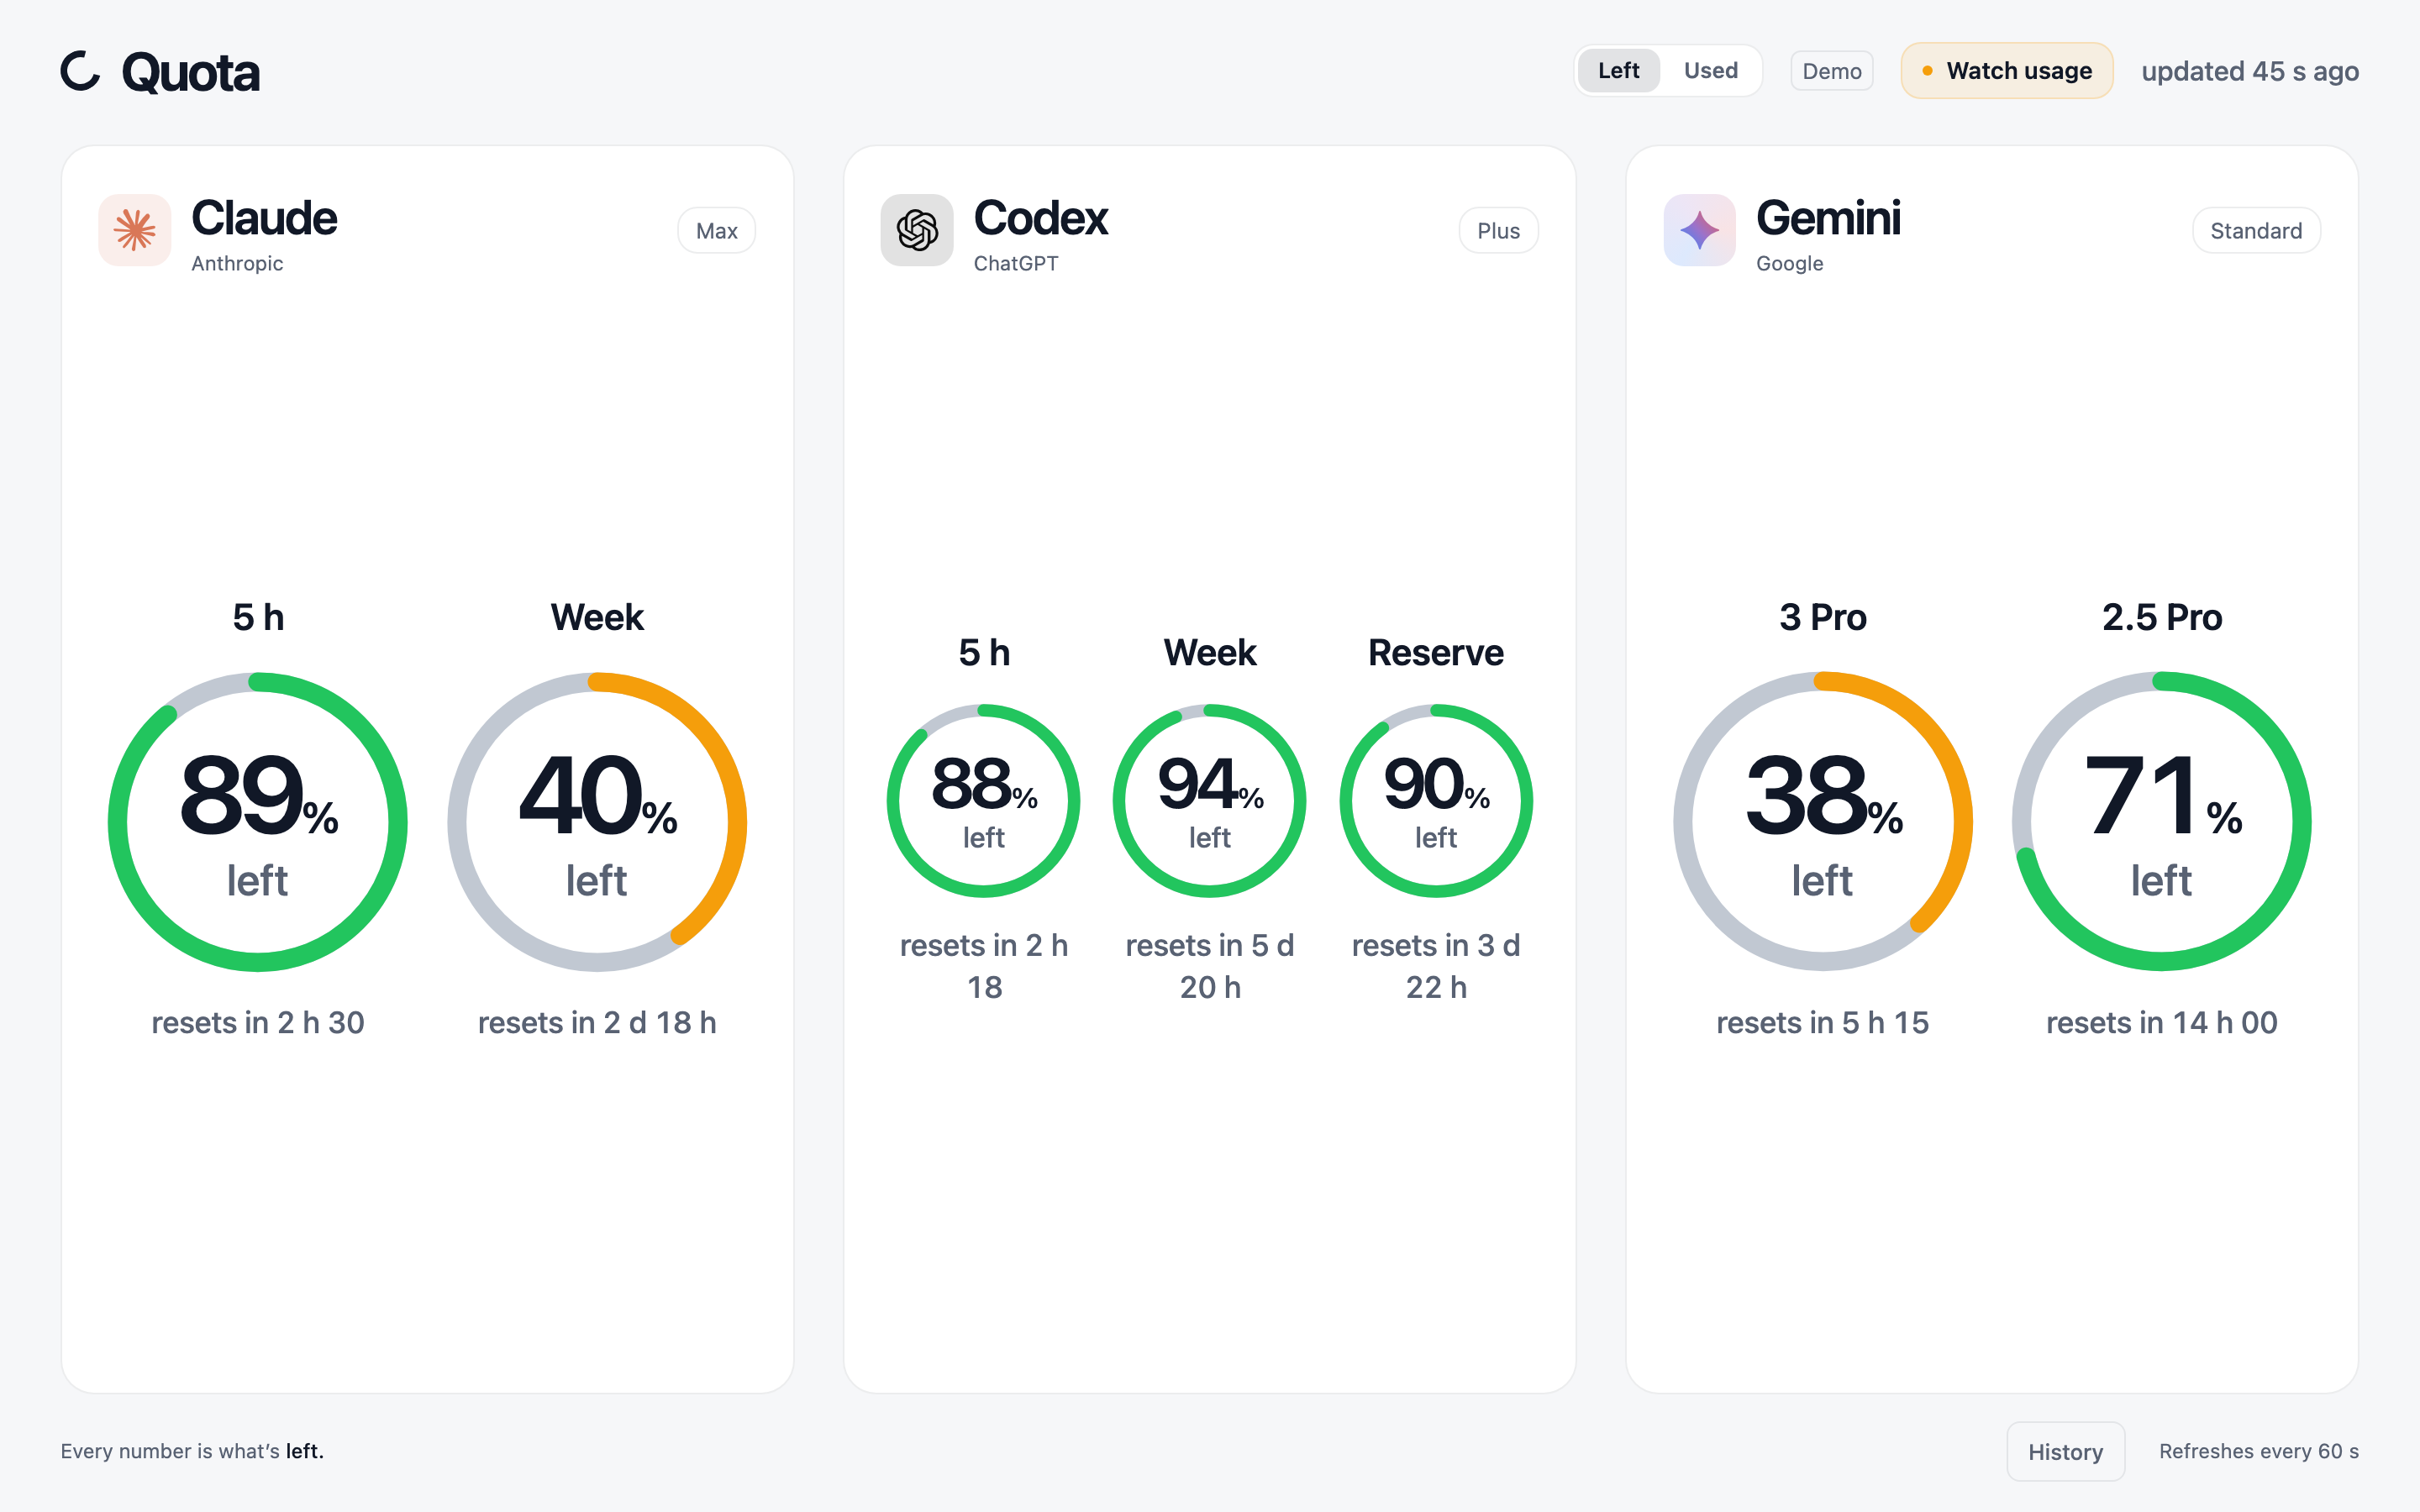 Quota
Left
Used
Demo
Watch usage
updated 45 s ago
Claude
Anthropic
Max
5 h
89%
left
resets in 2 h 30
Week
40%
left
resets in 2 d 18 h
Codex
ChatGPT
Plus
5 h
88%
left
resets in 2 h
18
Week
94%
left
resets in 5 d
20 h
Reserve
90%
left
resets in 3 d
22 h
Gemini
Google
Standard
3 Pro
38%
left
resets in 5 h 15
2.5 Pro
71%
left
resets in 14 h 00
Every number is what’s left.
History
Refreshes every 60 s